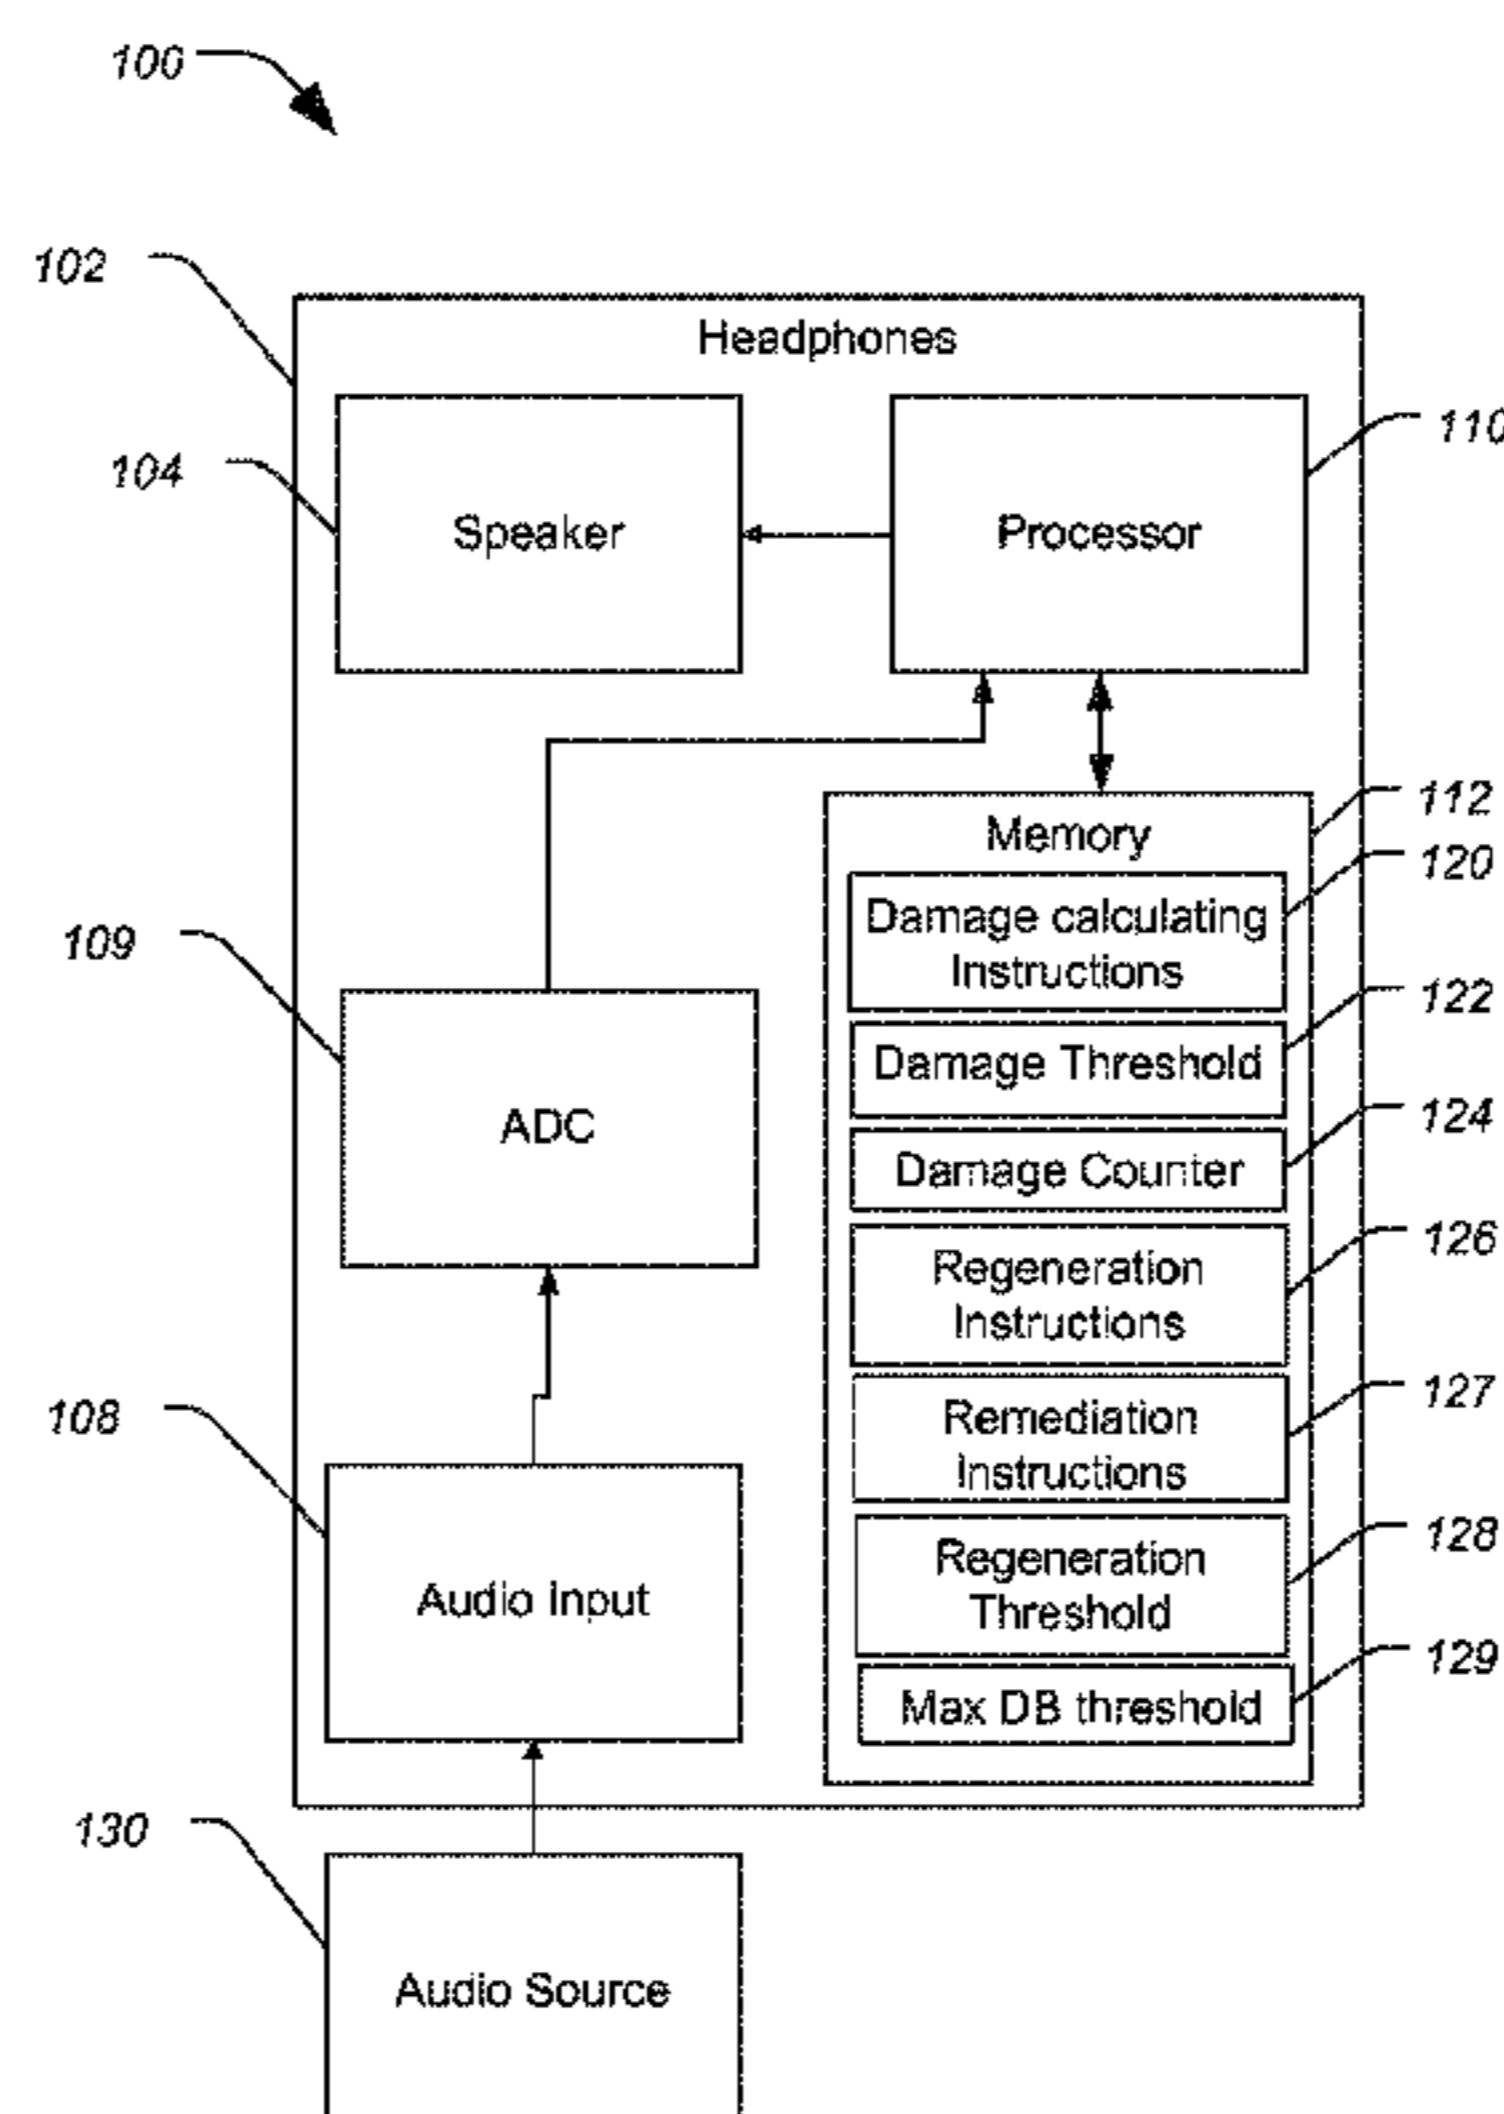 100
102
Headphones
104
Speaker
Processor
110
112
Memory
120
Damage calculating
Instructions
122
Damage Threshold
109
ADC
124
Damage Counter
126
Regeneration
Instructions
127
Remediation
Instructions
108
Audio Input
128
Regeneration
Threshold
129
Max DB threshold
130
Audio Source